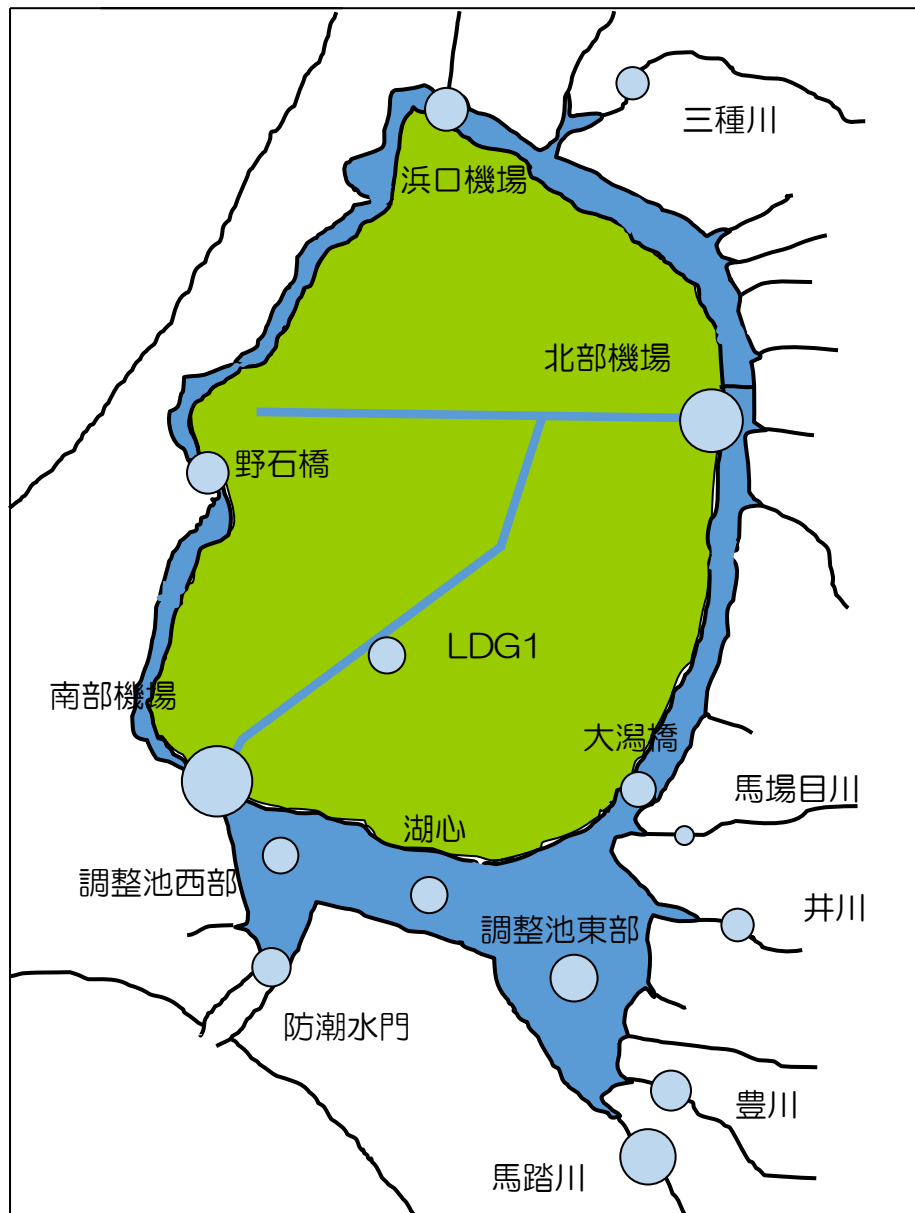 三種川
浜口機場
北部機場
野石橋
LDG1
南部機場
大潟橋
馬場目川
湖心
調整池西部
井川
調整池東部
防潮水門
豊川
馬踏川